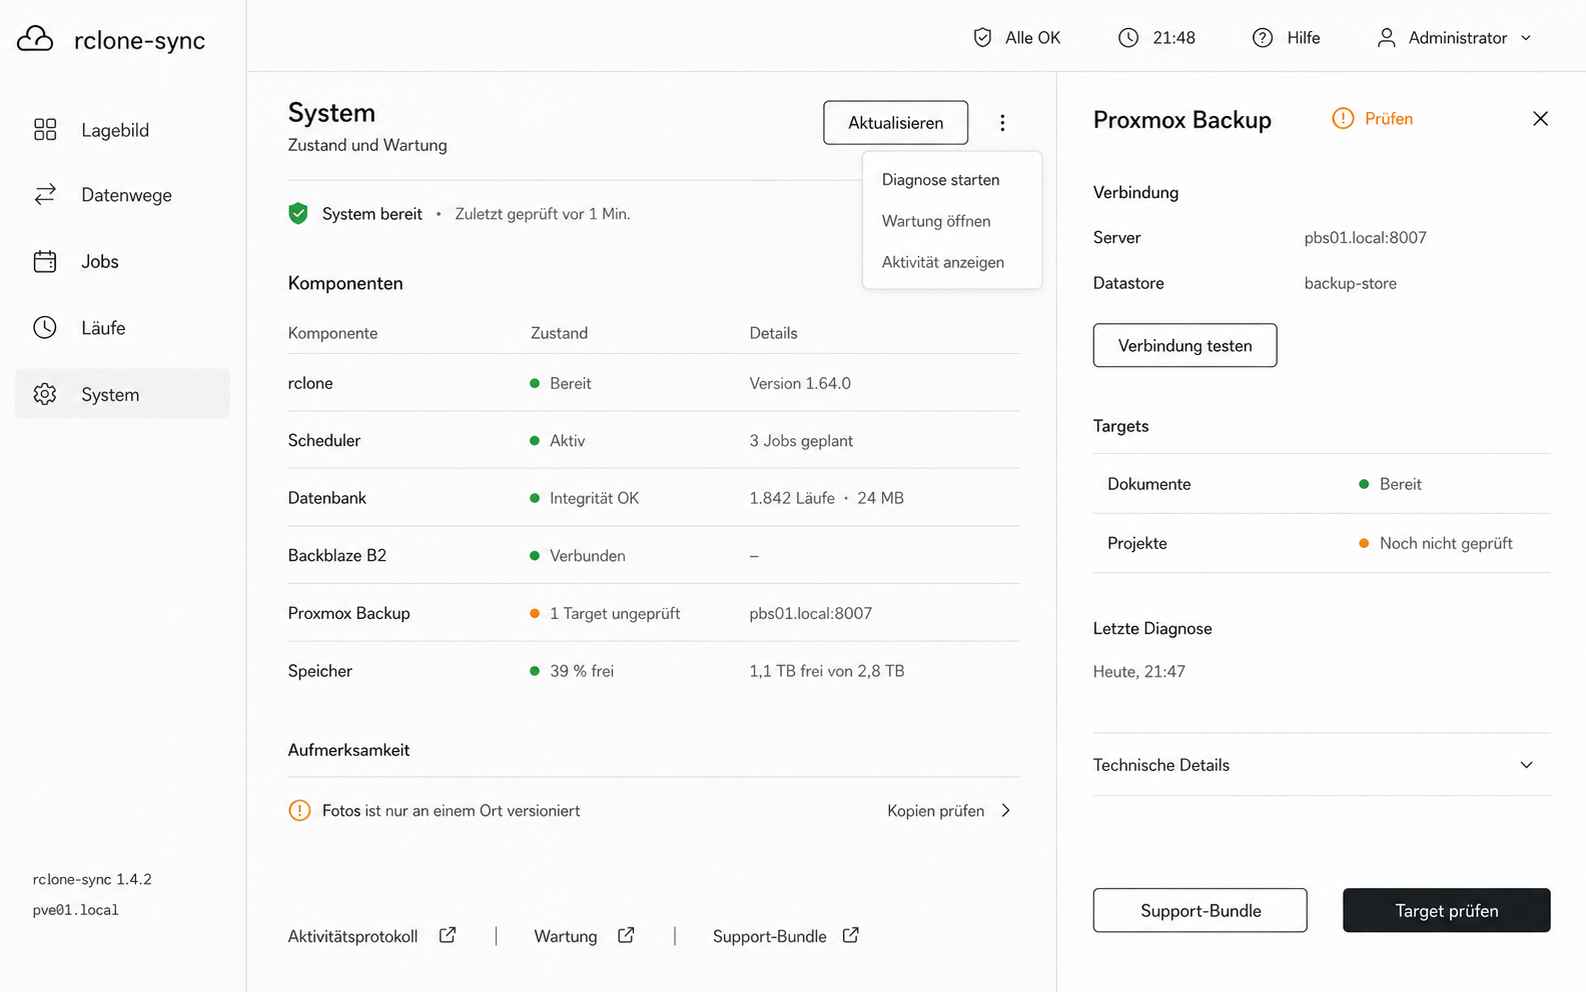 rclone-sync
Alle OK
21:48
Hilfe
Administrator
Lagebild
Datenwege
Jobs
Läufe
System
rclone-sync 1.4.2
pve01.local
System
Zustand und Wartung
Aktualisieren
Diagnose starten
Wartung öffnen
Aktivität anzeigen
System bereit • Zuletzt geprüft vor 1 Min.
Komponenten
Komponente Zustand Details
rclone Bereit Version 1.64.0
Scheduler Aktiv 3 Jobs geplant
Datenbank Integrität OK 1.842 Läufe · 24 MB
Backblaze B2 Verbunden –
Proxmox Backup 1 Target ungeprüft pbs01.local:8007
Speicher 39 % frei 1,1 TB frei von 2,8 TB
Aufmerksamkeit
Fotos ist nur an einem Ort versioniert Kopien prüfen
Aktivitätsprotokoll | Wartung | Support-Bundle
Proxmox Backup
Prüfen
Verbindung
Server pbs01.local:8007
Datastore backup-store
Verbindung testen
Targets
Dokumente Bereit
Projekte Noch nicht geprüft
Letzte Diagnose
Heute, 21:47
Technische Details
Support-Bundle
Target prüfen